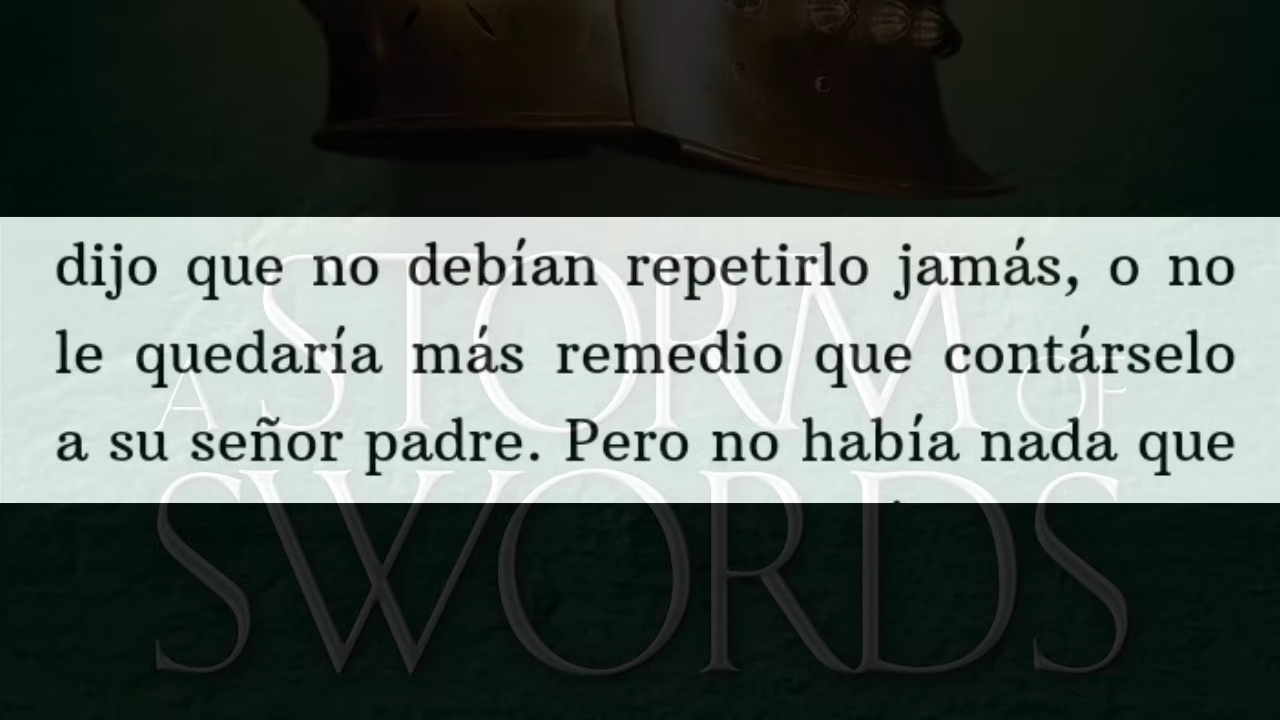 dijo que no debían repetirlo jamás, o no
le quedaría más remedio que contárselo
a su señor padre. Pero no había nada que
A STORM OF
SWORDS